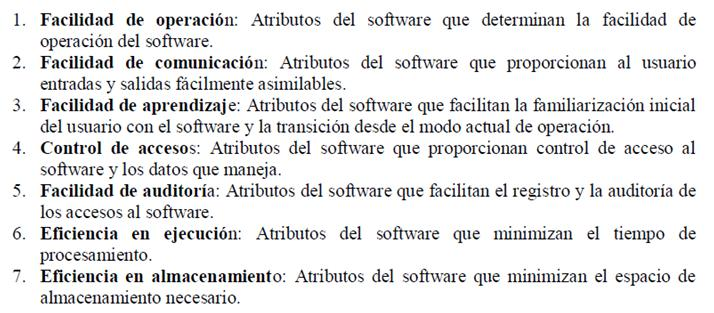 1. Facilidad de operación: Atributos del software que determinan la facilidad de
operación del software.
2. Facilidad de comunicación: Atributos del software que proporcionan al usuario
entradas y salidas fácilmente asimilables.
3. Facilidad de aprendizaje: Atributos del software que facilitan la familiarización inicial
del usuario con el software y la transición desde el modo actual de operación.
4. Control de accesos: Atributos del software que proporcionan control de acceso al
software y los datos que maneja.
5. Facilidad de auditoría: Atributos del software que facilitan el registro y la auditoría de
los accesos al software.
6. Eficiencia en ejecución: Atributos del software que minimizan el tiempo de
procesamiento.
7. Eficiencia en almacenamiento: Atributos del software que minimizan el espacio de
almacenamiento necesario.